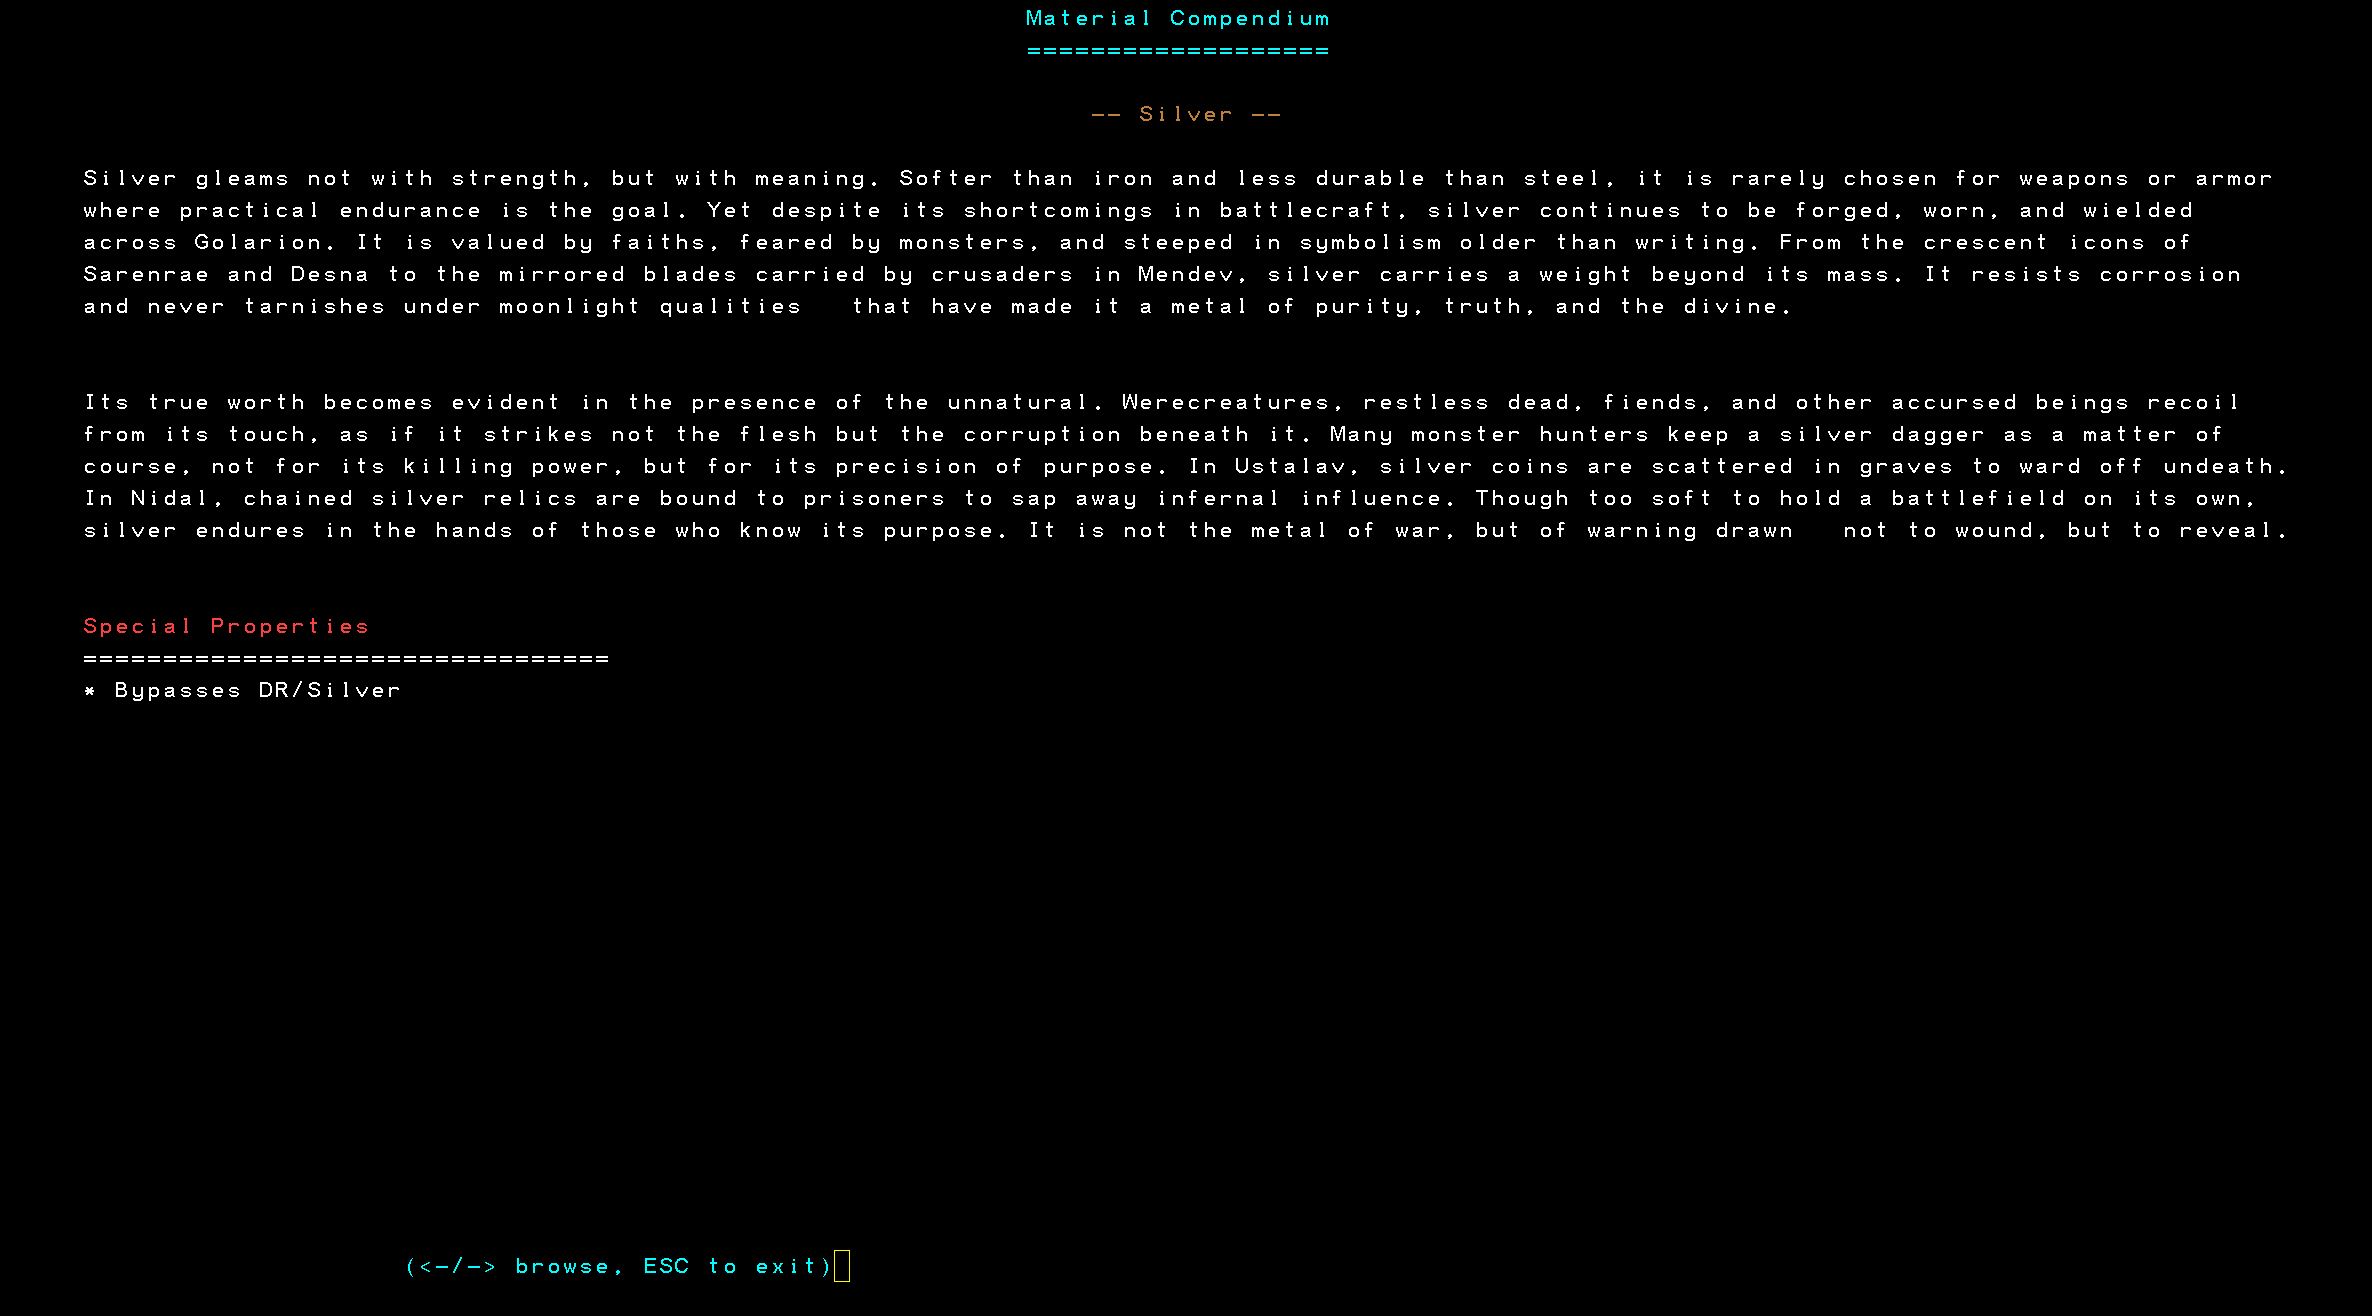 Material Compendium
===================
-- Silver --
Silver gleams not with strength, but with meaning. Softer than iron and less durable than steel, it is rarely chosen for weapons or armor
where practical endurance is the goal. Yet despite its shortcomings in battlecraft, silver continues to be forged, worn, and wielded
across Golarion. It is valued by faiths, feared by monsters, and steeped in symbolism older than writing. From the crescent icons of
Sarenrae and Desna to the mirrored blades carried by crusaders in Mendev, silver carries a weight beyond its mass. It resists corrosion
and never tarnishes under moonlight qualities   that have made it a metal of purity, truth, and the divine.
Its true worth becomes evident in the presence of the unnatural. Werecreatures, restless dead, fiends, and other accursed beings recoil
from its touch, as if it strikes not the flesh but the corruption beneath it. Many monster hunters keep a silver dagger as a matter of
course, not for its killing power, but for its precision of purpose. In Ustalav, silver coins are scattered in graves to ward off undeath.
In Nidal, chained silver relics are bound to prisoners to sap away infernal influence. Though too soft to hold a battlefield on its own,
silver endures in the hands of those who know its purpose. It is not the metal of war, but of warning drawn   not to wound, but to reveal.
Special Properties
=================================
* Bypasses DR/Silver
(<-/-> browse, ESC to exit)